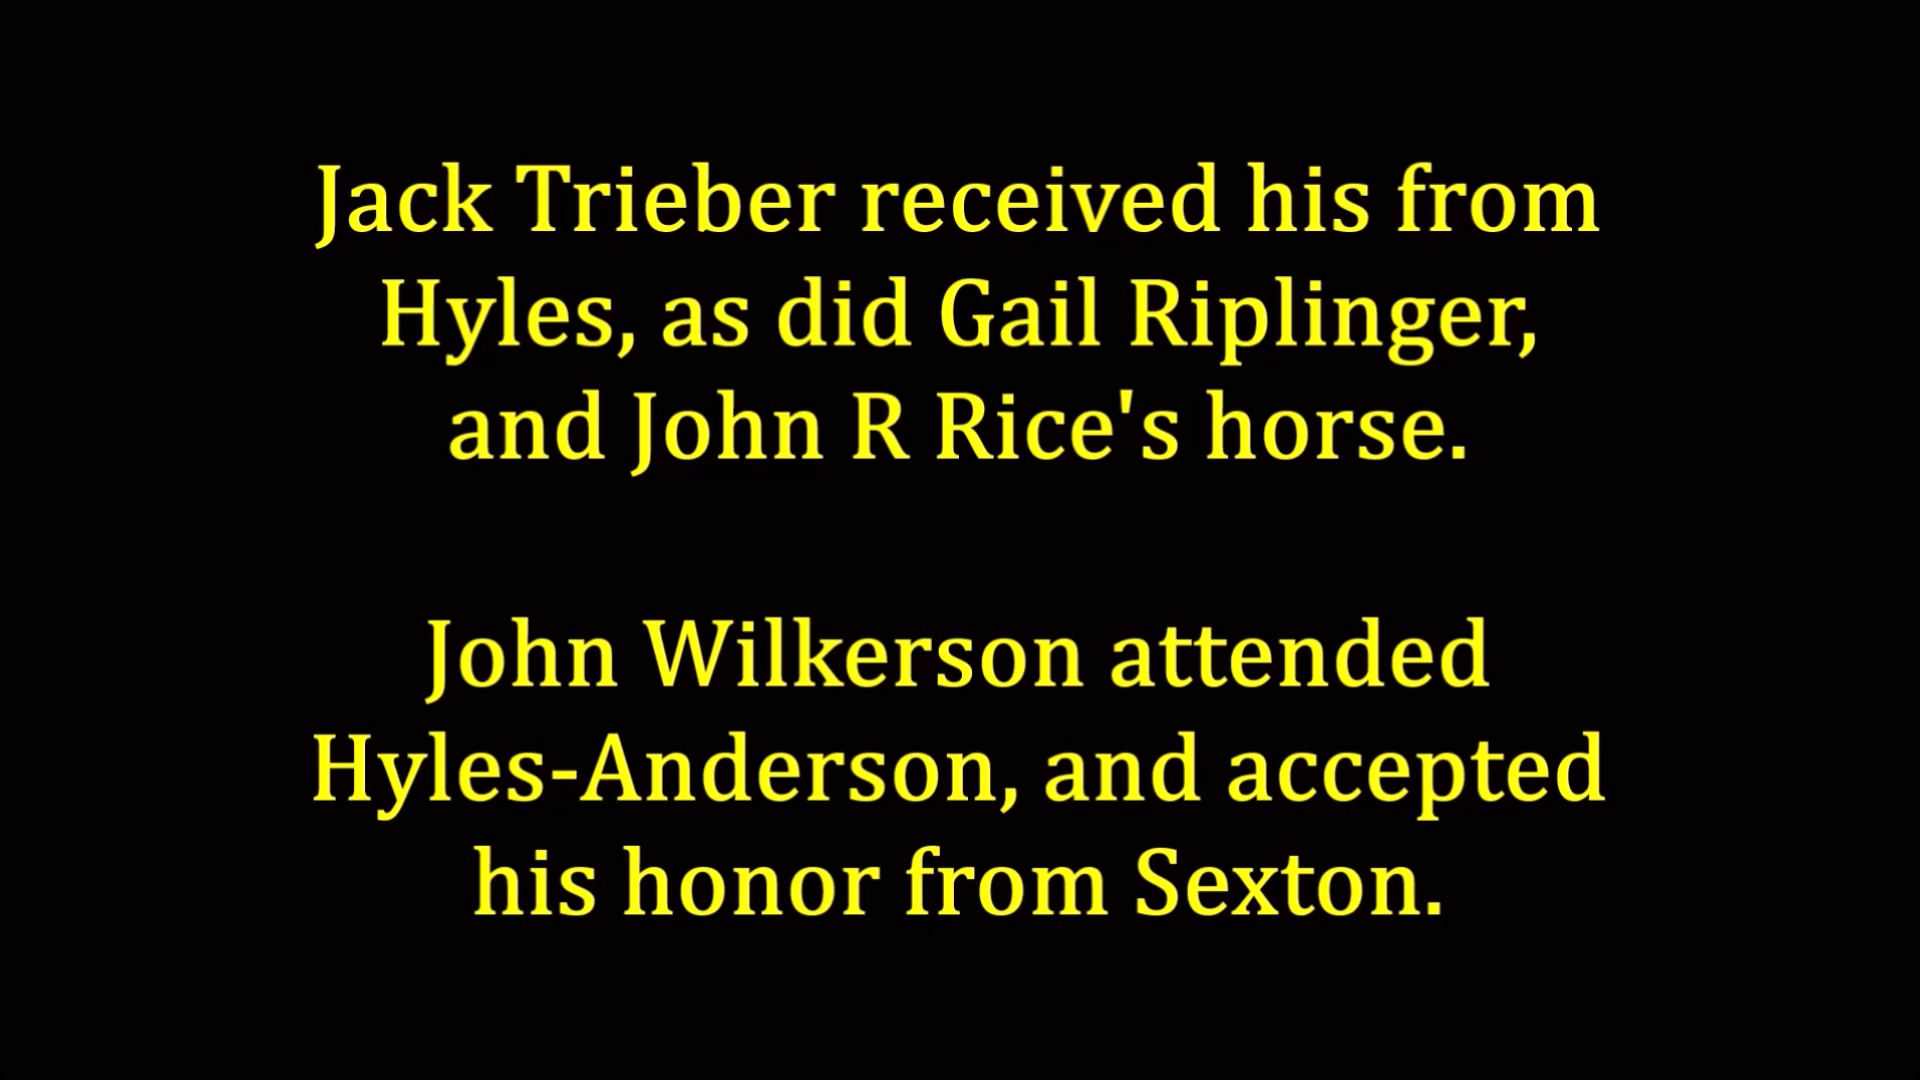 Jack Trieber received his from
Hyles, as did Gail Riplinger,
and John R Rice's horse.
John Wilkerson attended
Hyles-Anderson, and accepted
his honor from Sexton.